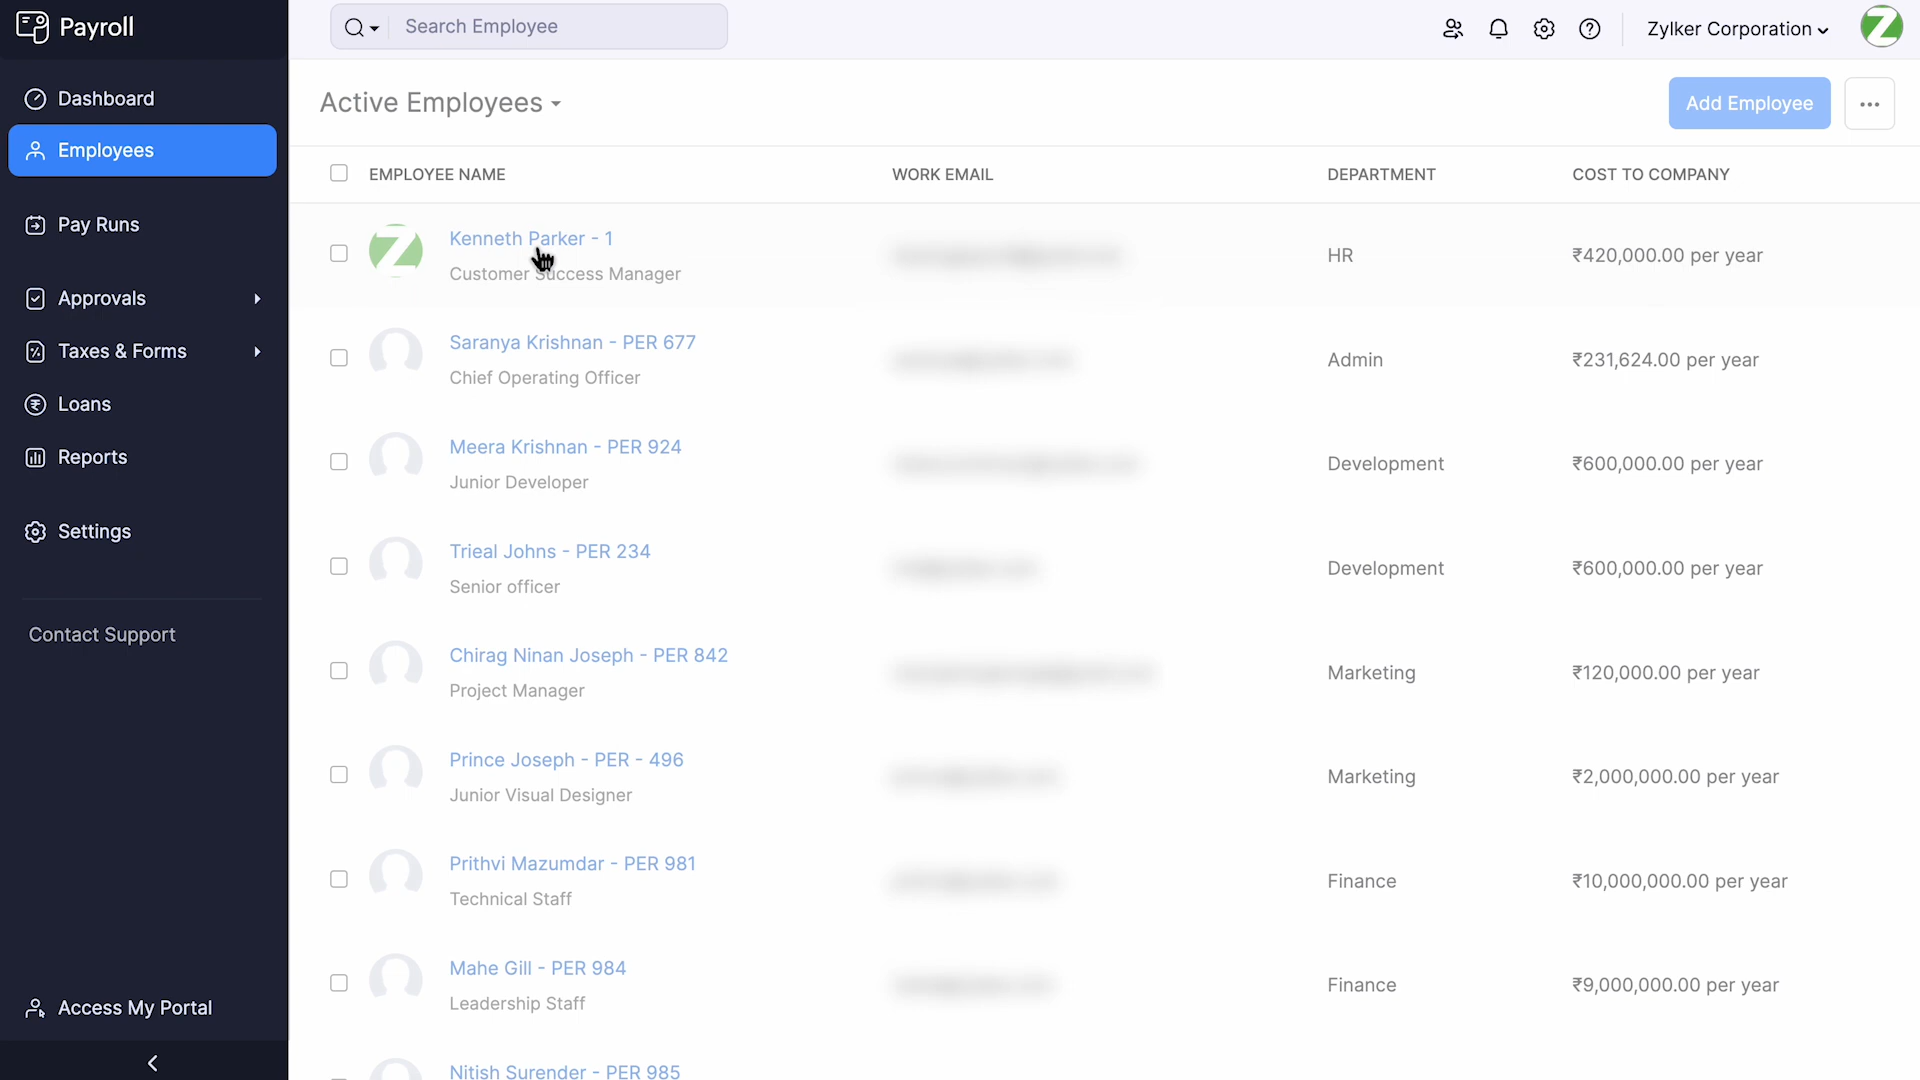 Payroll
Search Employee
Zylker Corporation
Dashboard
Employees
Pay Runs
Approvals
Taxes & Forms
Loans
Reports
Settings
Contact Support
Access My Portal
Active Employees
Add Employee
EMPLOYEE NAME WORK EMAIL DEPARTMENT COST TO COMPANY
Kenneth Parker - 1
Customer Success Manager
HR
₹420,000.00 per year
Saranya Krishnan - PER 677
Chief Operating Officer
Admin
₹231,624.00 per year
Meera Krishnan - PER 924
Junior Developer
Development
₹600,000.00 per year
Trieal Johns - PER 234
Senior officer
Development
₹600,000.00 per year
Chirag Ninan Joseph - PER 842
Project Manager
Marketing
₹120,000.00 per year
Prince Joseph - PER - 496
Junior Visual Designer
Marketing
₹2,000,000.00 per year
Prithvi Mazumdar - PER 981
Technical Staff
Finance
₹10,000,000.00 per year
Mahe Gill - PER 984
Leadership Staff
Finance
₹9,000,000.00 per year
Nitish Surender - PER 985